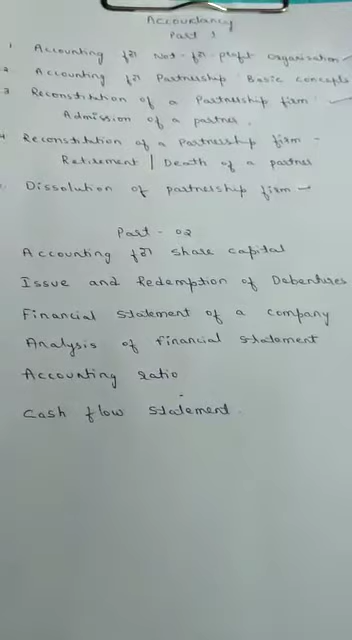 Accountancy
Part 1
1 Accounting for Not-for-profit organisation
2 Accounting for Partnership Basic concepts
3 Reconstitution of a Partnership firm
Admission of a partner.
4 Reconstitution of a Partnership firm -
Retirement | Death of a partner
Dissolution of partnership firm
Part - 02
Accounting for share capital
Issue and Redemption of Debentures
Financial statement of a company
Analysis of financial statement
Accounting ratio
Cash flow statement.